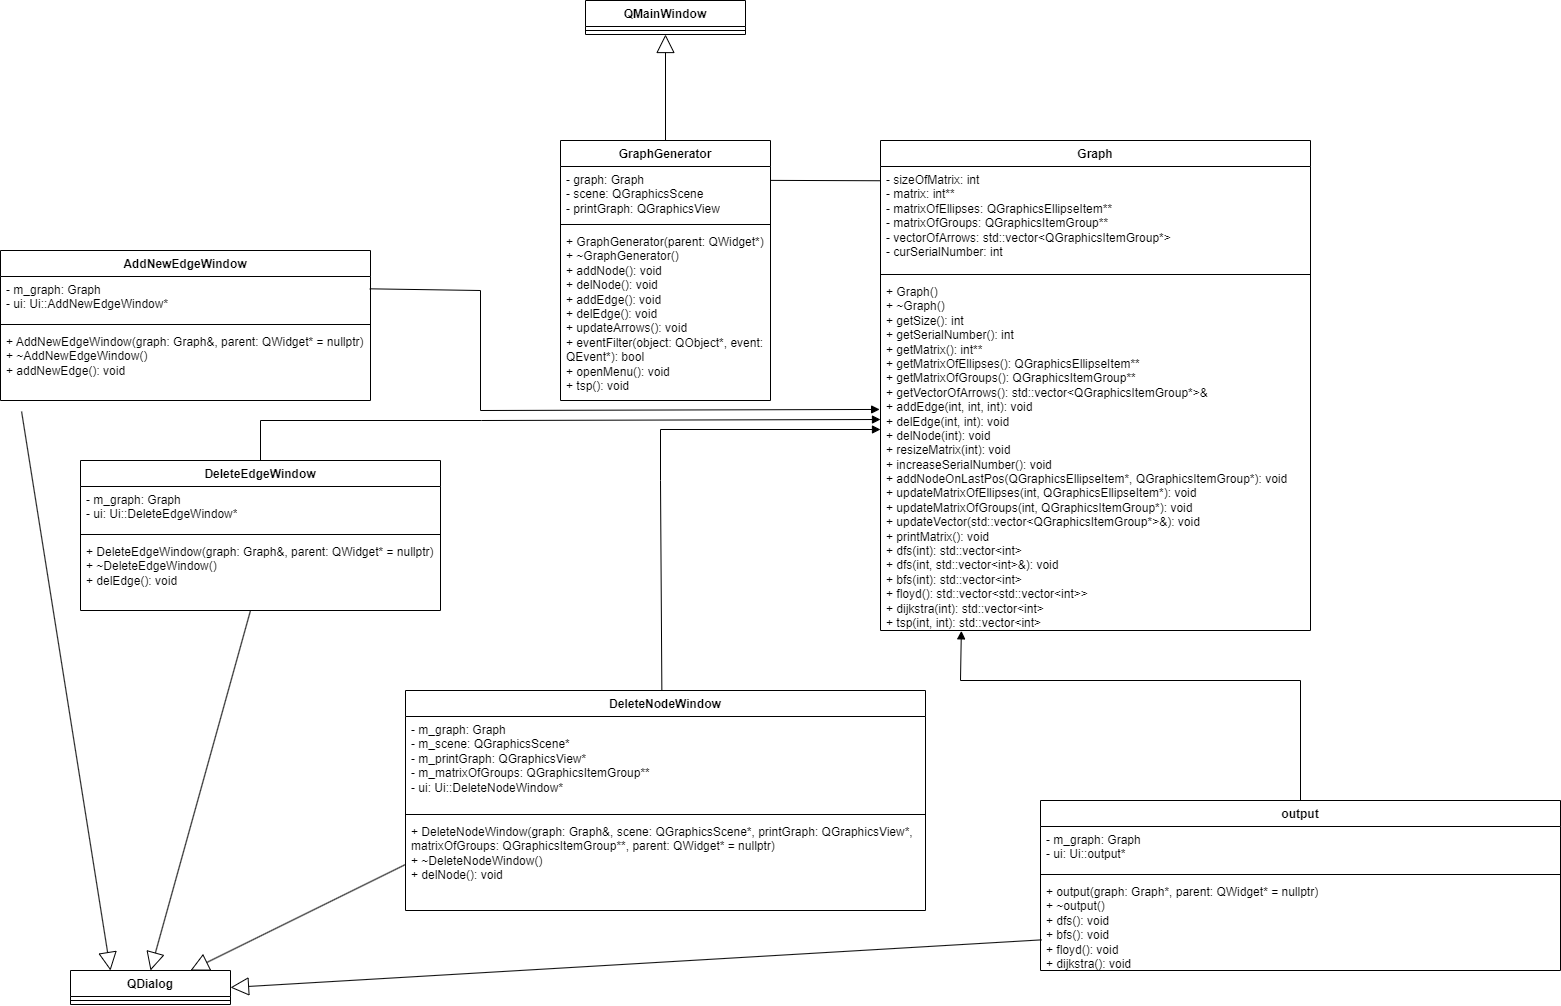 QMainWindow
GraphGenerator
- graph: Graph
- scene: QGraphicsScene
- printGraph: QGraphicsView
+ GraphGenerator(parent: QWidget*)
+ ~GraphGenerator()
+ addNode(): void
+ delNode(): void
+ addEdge(): void
+ delEdge(): void
+ updateArrows(): void
+ eventFilter(object: QObject*, event:
QEvent*): bool
+ openMenu(): void
+ tsp(): void
Graph
- sizeOfMatrix: int
- matrix: int**
- matrixOfEllipses: QGraphicsEllipseItem**
- matrixOfGroups: QGraphicsItemGroup**
- vectorOfArrows: std::vector<QGraphicsItemGroup*>
- curSerialNumber: int
+ Graph()
+ ~Graph()
+ getSize(): int
+ getSerialNumber(): int
+ getMatrix(): int**
+ getMatrixOfEllipses(): QGraphicsEllipseItem**
+ getMatrixOfGroups(): QGraphicsItemGroup**
+ getVectorOfArrows(): std::vector<QGraphicsItemGroup*>&
+ addEdge(int, int, int): void
+ delEdge(int, int): void
+ delNode(int): void
+ resizeMatrix(int): void
+ increaseSerialNumber(): void
+ addNodeOnLastPos(QGraphicsEllipseItem*, QGraphicsItemGroup*): void
+ updateMatrixOfEllipses(int, QGraphicsEllipseItem*): void
+ updateMatrixOfGroups(int, QGraphicsItemGroup*): void
+ updateVector(std::vector<QGraphicsItemGroup*>&): void
+ printMatrix(): void
+ dfs(int): std::vector<int>
+ dfs(int, std::vector<int>&): void
+ bfs(int): std::vector<int>
+ floyd(): std::vector<std::vector<int>>
+ dijkstra(int): std::vector<int>
+ tsp(int, int): std::vector<int>
AddNewEdgeWindow
- m_graph: Graph
- ui: Ui::AddNewEdgeWindow*
+ AddNewEdgeWindow(graph: Graph&, parent: QWidget* = nullptr)
+ ~AddNewEdgeWindow()
+ addNewEdge(): void
DeleteEdgeWindow
- m_graph: Graph
- ui: Ui::DeleteEdgeWindow*
+ DeleteEdgeWindow(graph: Graph&, parent: QWidget* = nullptr)
+ ~DeleteEdgeWindow()
+ delEdge(): void
DeleteNodeWindow
- m_graph: Graph
- m_scene: QGraphicsScene*
- m_printGraph: QGraphicsView*
- m_matrixOfGroups: QGraphicsItemGroup**
- ui: Ui::DeleteNodeWindow*
+ DeleteNodeWindow(graph: Graph&, scene: QGraphicsScene*, printGraph: QGraphicsView*,
matrixOfGroups: QGraphicsItemGroup**, parent: QWidget* = nullptr)
+ ~DeleteNodeWindow()
+ delNode(): void
output
- m_graph: Graph
- ui: Ui::output*
+ output(graph: Graph*, parent: QWidget* = nullptr)
+ ~output()
+ dfs(): void
+ bfs(): void
+ floyd(): void
+ dijkstra(): void
QDialog